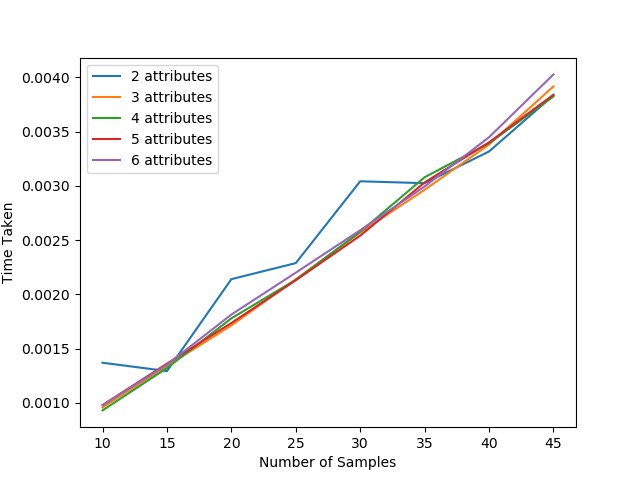 2 attributes
3 attributes
4 attributes
5 attributes
6 attributes
0.0040
0.0035
0.0030
0.0025
0.0020
0.0015
0.0010
Time Taken
10 15 20 25 30 35 40 45
Number of Samples